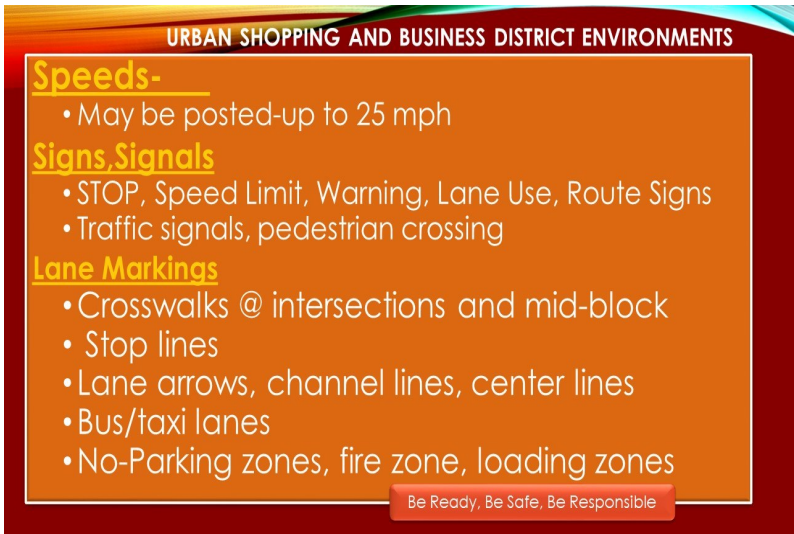 URBAN SHOPPING AND BUSINESS DISTRICT ENVIRONMENTS
Speeds-
• May be posted-up to 25 mph
Signs,Signals
• STOP, Speed Limit, Warning, Lane Use, Route Signs
• Traffic signals, pedestrian crossing
Lane Markings
• Crosswalks @ intersections and mid-block
• Stop lines
• Lane arrows, channel lines, center lines
• Bus/taxi lanes
• No-Parking zones, fire zone, loading zones
Be Ready, Be Safe, Be Responsible